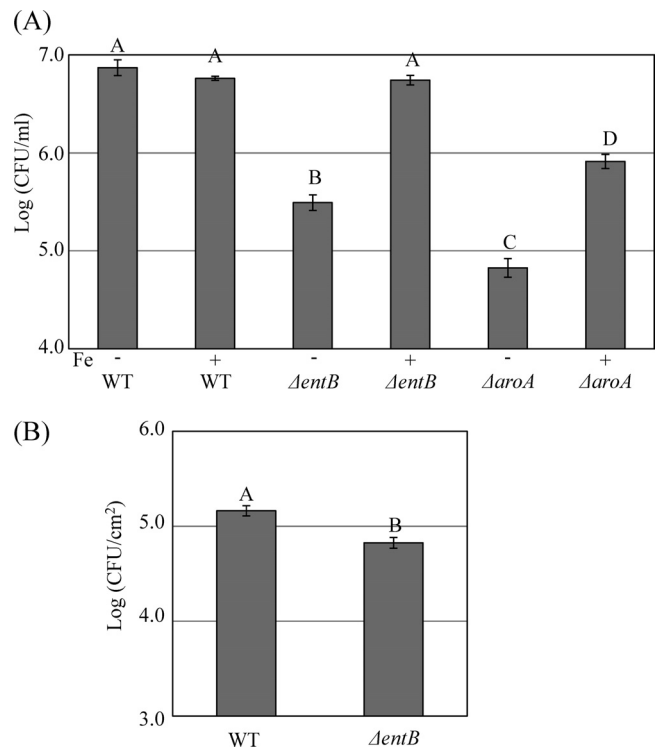 (A)
A A A
7.0
D
6.0
B
C
5.0
4.0
Log (CFU/ml)
Fe - + - + - +
WT WT ΔentB ΔentB ΔaroA ΔaroA
(B)
6.0
A
B
5.0
4.0
3.0
Log (CFU/cm²)
WT ΔentB